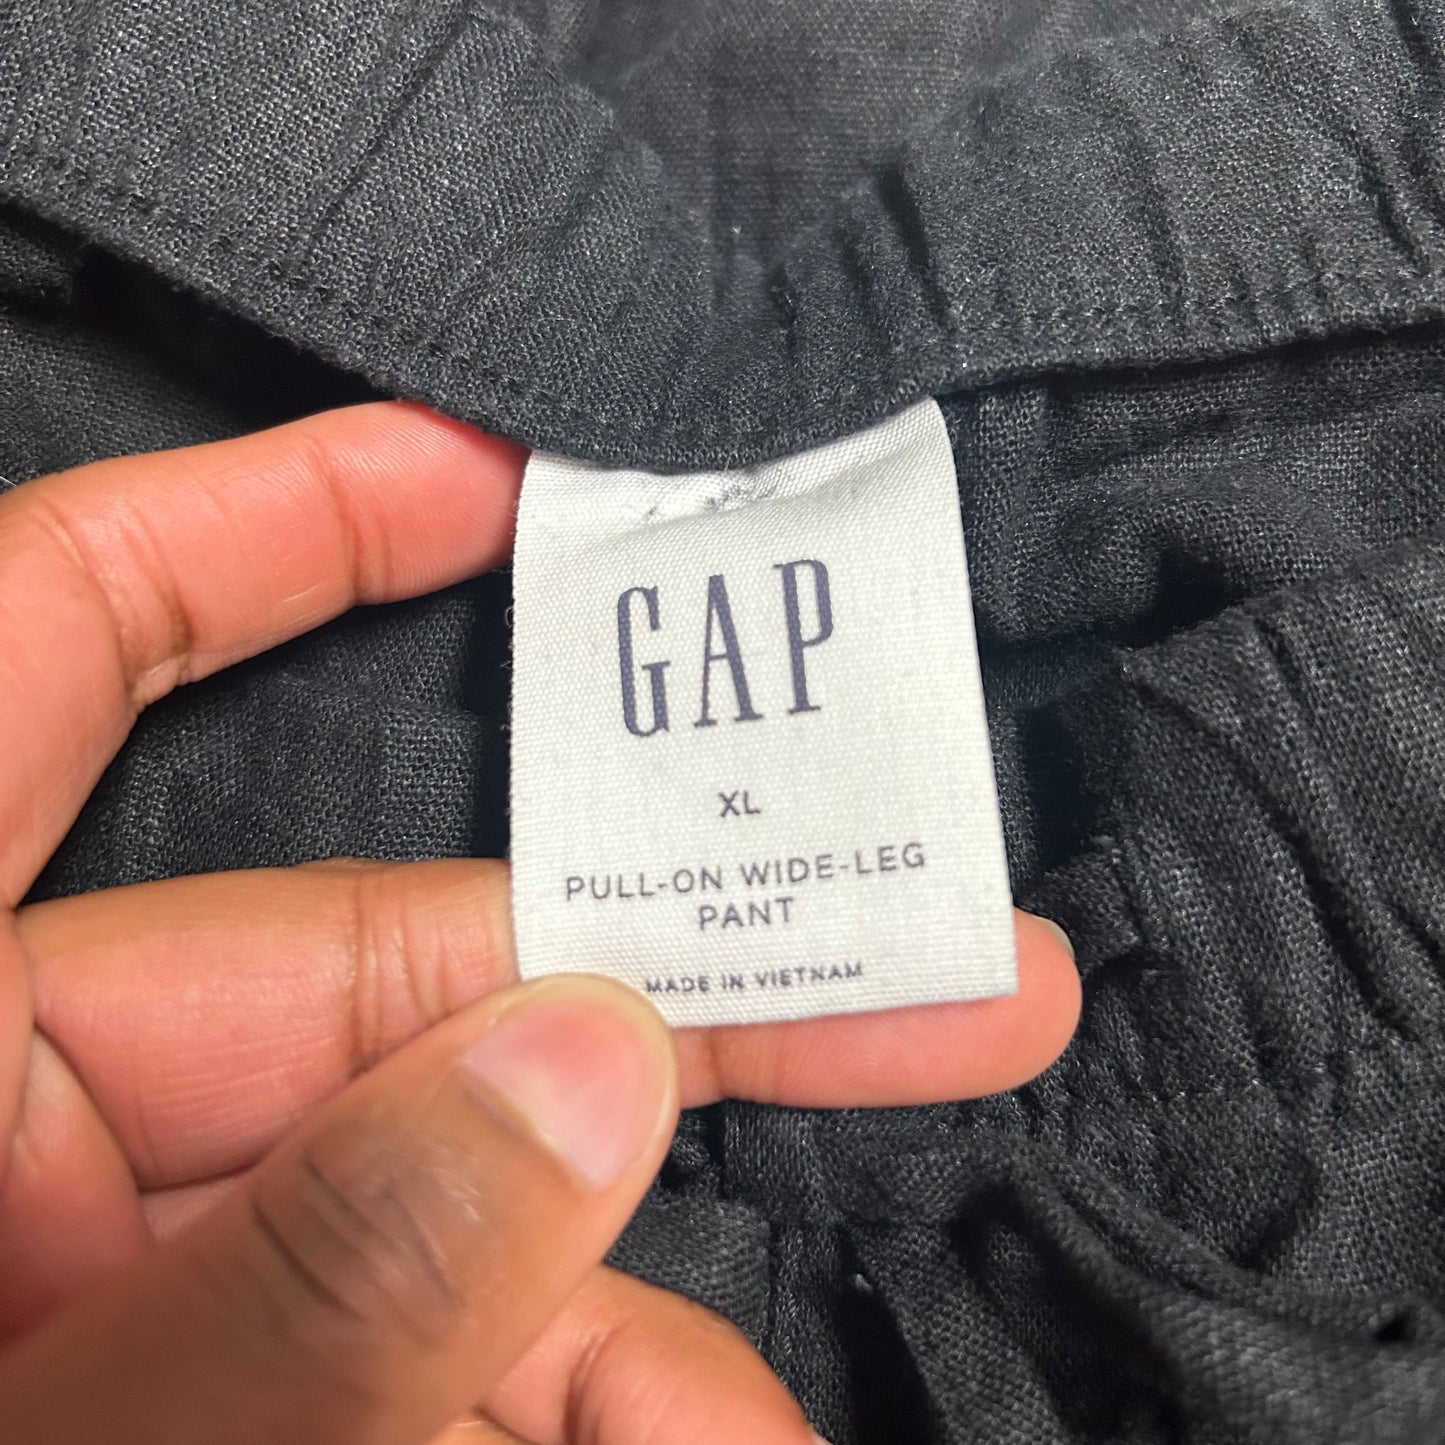 GAP
XL
PULL-ON WIDE-LEG
PANT
MADE IN VIETNAM